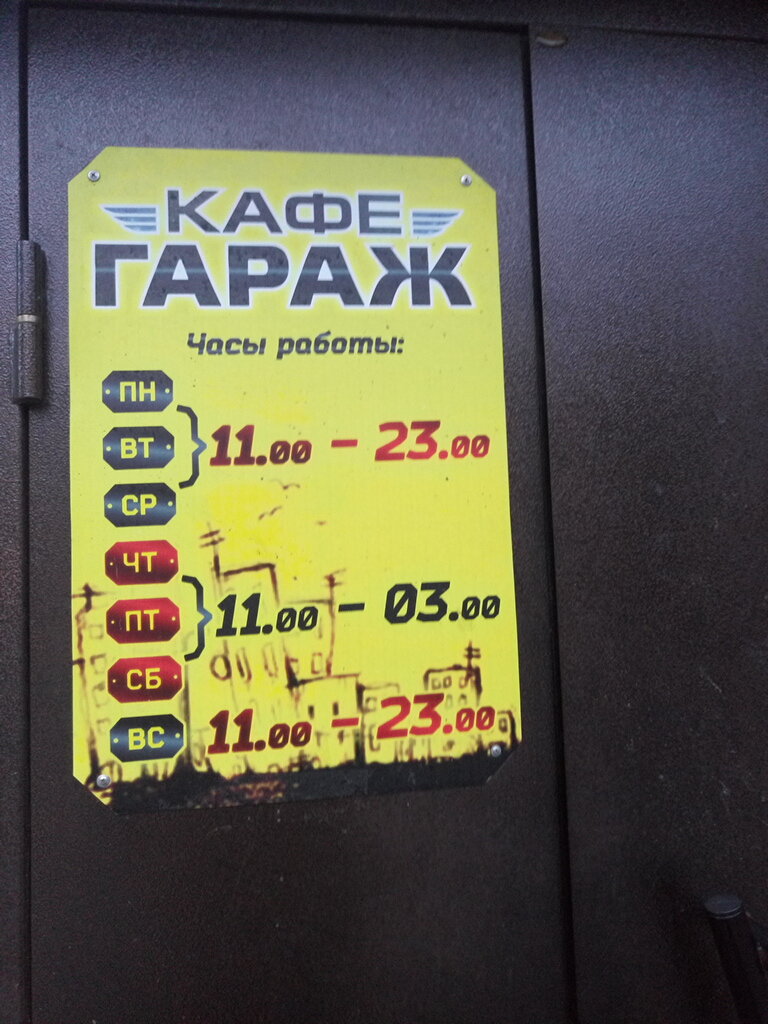 КАФЕ
ГАРАЖ
Часы работы:
ПН
ВТ 11.00 – 23.00
СР
ЧТ
ПТ 11.00 – 03.00
СБ
ВС 11.00 – 23.00